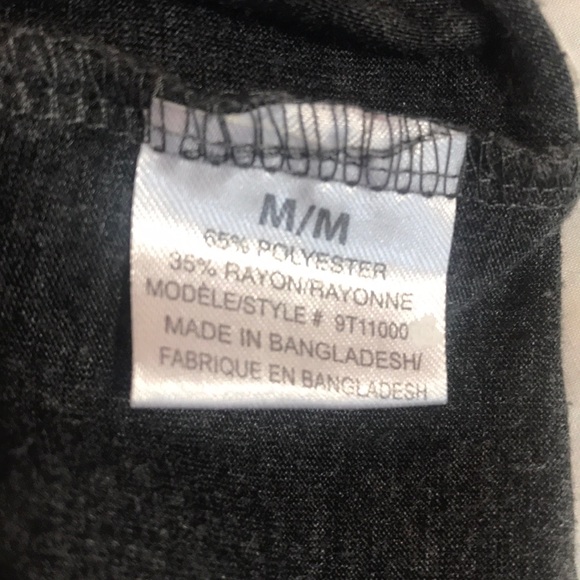 M/M
65% POLYESTER
35% RAYON/RAYONNE
MODÈLE/STYLE # 9T11000
MADE IN BANGLADESH/
FABRIQUE EN BANGLADESH